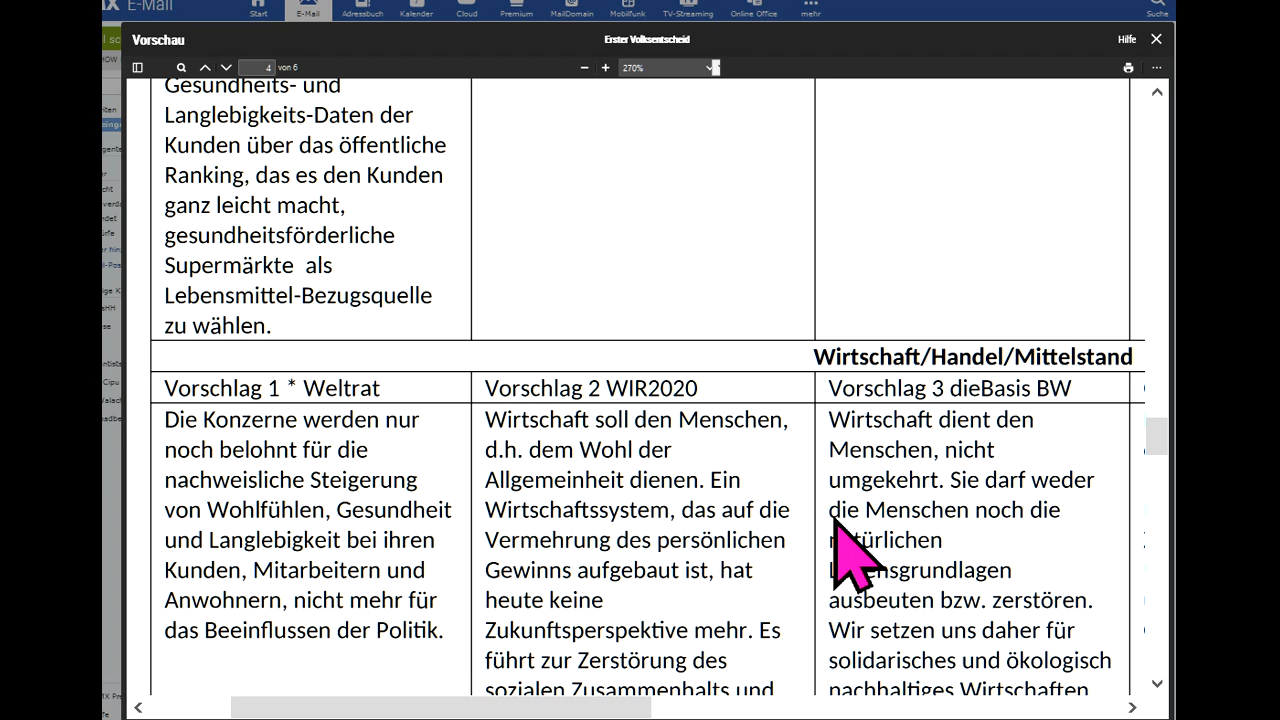 E-Mail
Start E-Mail Adressbuch Kalender Cloud Premium MailDomain Mobilfunk TV-Streaming Online Office mehr Suche
Vorschau Erster Volksentscheid Hilfe
4 von 6 270%
Gesundheits- und
Langlebigkeits-Daten der
Kunden über das öffentliche
Ranking, das es den Kunden
ganz leicht macht,
gesundheitsförderliche
Supermärkte als
Lebensmittel-Bezugsquelle
zu wählen.
Wirtschaft/Handel/Mittelstand
Vorschlag 1 * Weltrat
Die Konzerne werden nur
noch belohnt für die
nachweisliche Steigerung
von Wohlfühlen, Gesundheit
und Langlebigkeit bei ihren
Kunden, Mitarbeitern und
Anwohnern, nicht mehr für
das Beeinflussen der Politik.
Vorschlag 2 WIR2020
Wirtschaft soll den Menschen,
d.h. dem Wohl der
Allgemeinheit dienen. Ein
Wirtschaftssystem, das auf die
Vermehrung des persönlichen
Gewinns aufgebaut ist, hat
heute keine
Zukunftsperspektive mehr. Es
führt zur Zerstörung des
sozialen Zusammenhalts und
Vorschlag 3 dieBasis BW
Wirtschaft dient den
Menschen, nicht
umgekehrt. Sie darf weder
die Menschen noch die
natürlichen
Lebensgrundlagen
ausbeuten bzw. zerstören.
Wir setzen uns daher für
solidarisches und ökologisch
nachhaltiges Wirtschaften